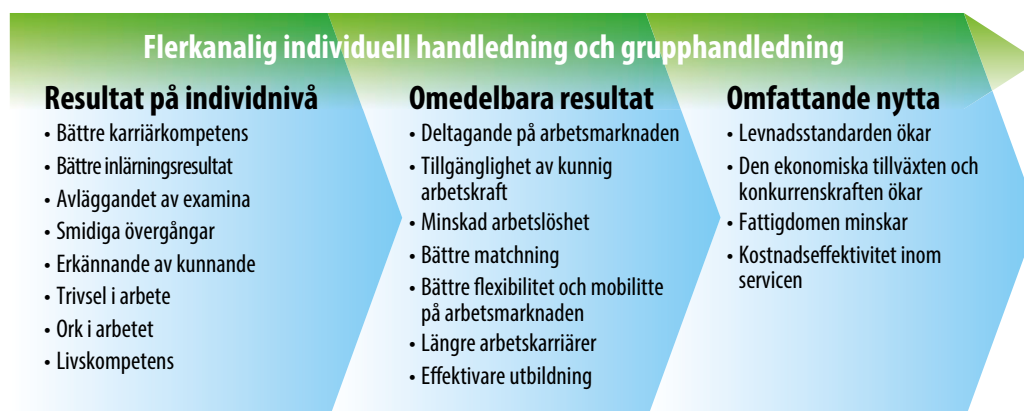 Flerkanalig individuell handledning och grupphandledning
Resultat på individnivå
• Bättre karriärkompetens
• Bättre inlärningsresultat
• Avläggandet av examina
• Smidiga övergångar
• Erkännande av kunnande
• Trivsel i arbete
• Ork i arbetet
• Livskompetens
Omedelbara resultat
• Deltagande på arbetsmarknaden
• Tillgänglighet av kunnig
arbetskraft
• Minskad arbetslöshet
• Bättre matchning
• Bättre flexibilitet och mobilitte
på arbetsmarknaden
• Längre arbetskarriärer
• Effektivare utbildning
Omfattande nytta
• Levnadsstandarden ökar
• Den ekonomiska tillväxten och
konkurrenskraften ökar
• Fattigdomen minskar
• Kostnadseffektivitet inom
servicen